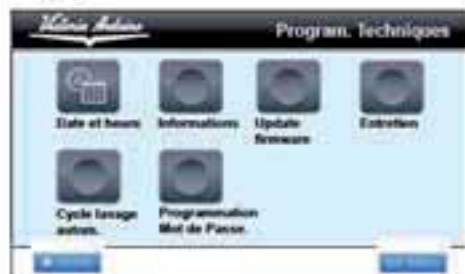 Victoria Arduino
Program. Techniques
Date et heure
Informations
Update
firmware
Entretien
Cycle lavage
autom.
Programmation
Mot de Passe.